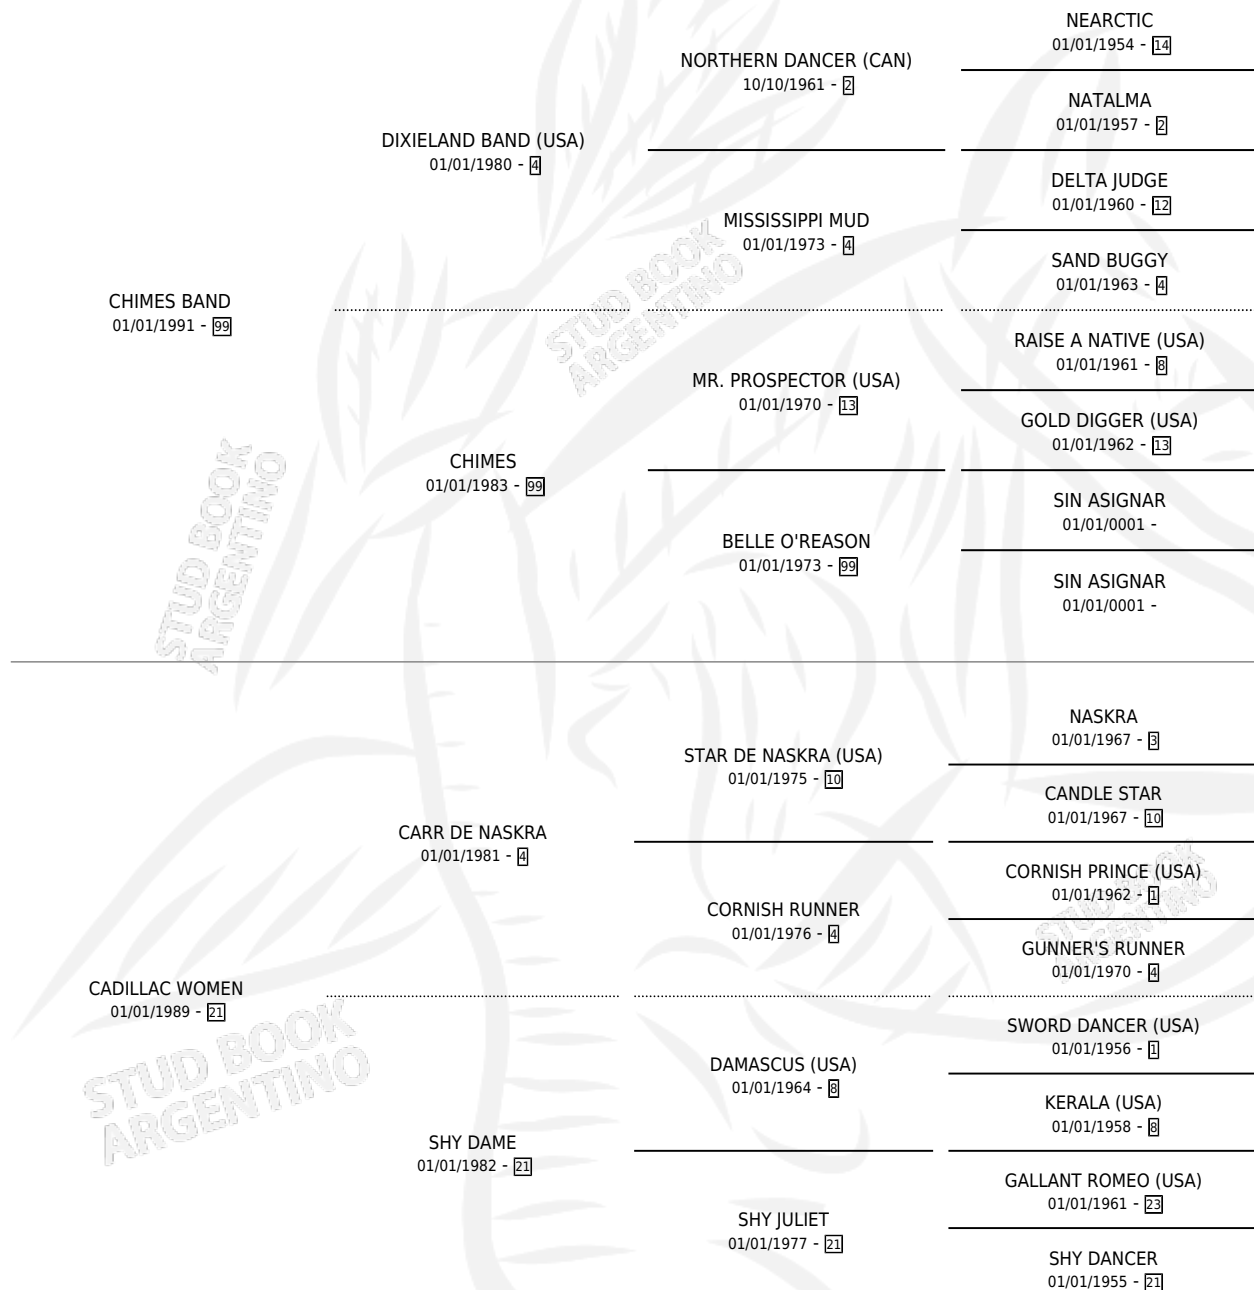 NEARCTIC
01/01/1954 - 14
NORTHERN DANCER (CAN)
10/10/1961 - 2
NATALMA
01/01/1957 - 2
DIXIELAND BAND (USA)
01/01/1980 - 4
DELTA JUDGE
01/01/1960 - 12
MISSISSIPPI MUD
01/01/1973 - 4
SAND BUGGY
01/01/1963 - 4
CHIMES BAND
01/01/1991 - 99
STUD BOOK
ARGENTINO
RAISE A NATIVE (USA)
01/01/1961 - 8
MR. PROSPECTOR (USA)
01/01/1970 - 13
GOLD DIGGER (USA)
01/01/1962 - 13
CHIMES
01/01/1983 - 99
SIN ASIGNAR
01/01/0001 -
BELLE O'REASON
01/01/1973 - 99
SIN ASIGNAR
01/01/0001 -
STUD BOOK
ARGENTINO
NASKRA
01/01/1967 - 3
STAR DE NASKRA (USA)
01/01/1975 - 10
CANDLE STAR
01/01/1967 - 10
CARR DE NASKRA
01/01/1981 - 4
CORNISH PRINCE (USA)
01/01/1962 - 1
CORNISH RUNNER
01/01/1976 - 4
STUD BOOK
ARGENTINO
GUNNER'S RUNNER
01/01/1970 - 4
CADILLAC WOMEN
01/01/1989 - 21
SWORD DANCER (USA)
01/01/1956 - 1
DAMASCUS (USA)
01/01/1964 - 8
KERALA (USA)
01/01/1958 - 8
STUD BOOK
ARGENTINO
SHY DAME
01/01/1982 - 21
GALLANT ROMEO (USA)
01/01/1961 - 23
SHY JULIET
01/01/1977 - 21
SHY DANCER
01/01/1955 - 21